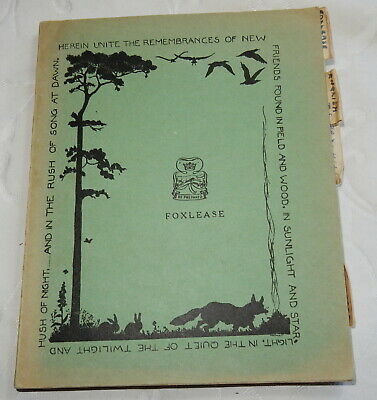 HEREIN UNITE THE REMEMBRANCES OF NEW
FRIENDS FOUND IN FIELD AND WOOD, IN SUNLIGHT AND STAR-
LIGHT, IN THE QUIET OF THE TWILIGHT AND
HUSH OF NIGHT,—AND IN THE RUSH OF SONG AT DAWN.
BE PREPARED
FOXLEASE
FOXLEASE